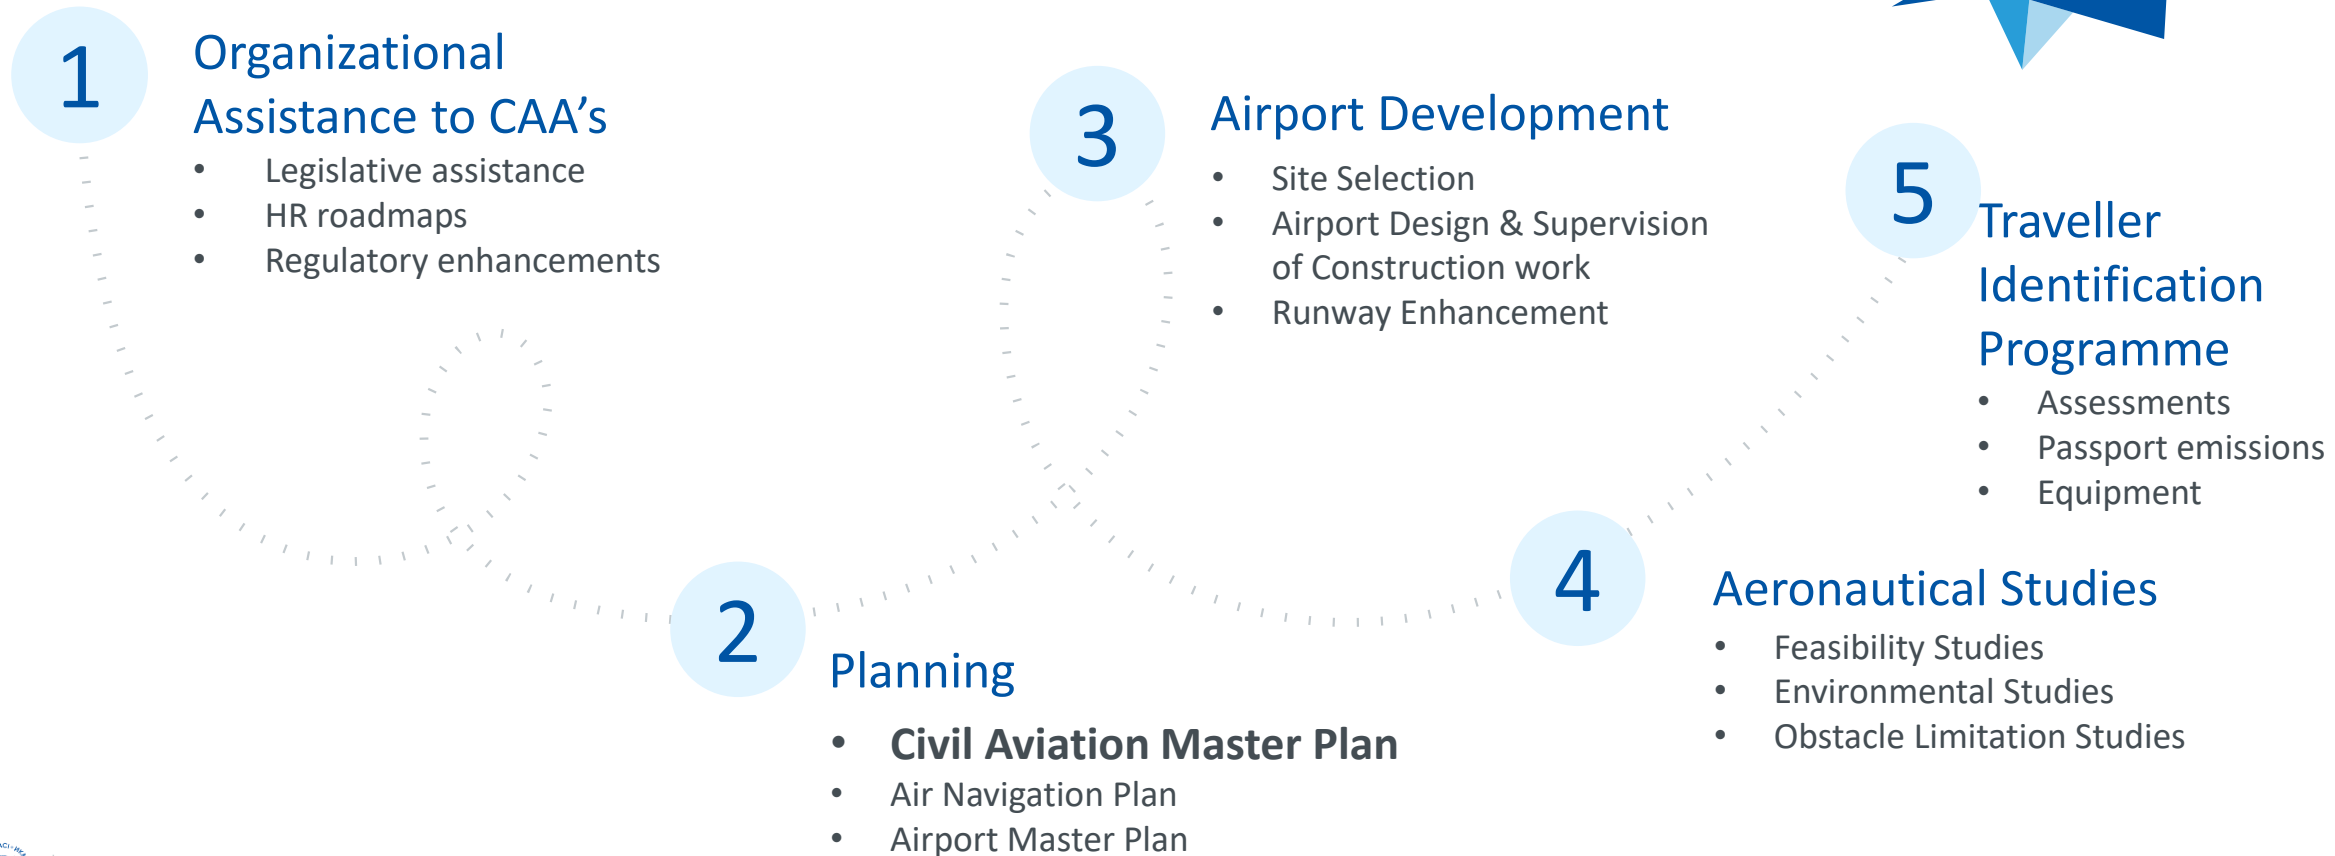 1
Organizational
Assistance to CAA’s
• Legislative assistance
• HR roadmaps
• Regulatory enhancements
2
Planning
• Civil Aviation Master Plan
• Air Navigation Plan
• Airport Master Plan
3
Airport Development
• Site Selection
• Airport Design & Supervision
of Construction work
• Runway Enhancement
4
Aeronautical Studies
• Feasibility Studies
• Environmental Studies
• Obstacle Limitation Studies
5
Traveller
Identification
Programme
• Assessments
• Passport emissions
• Equipment